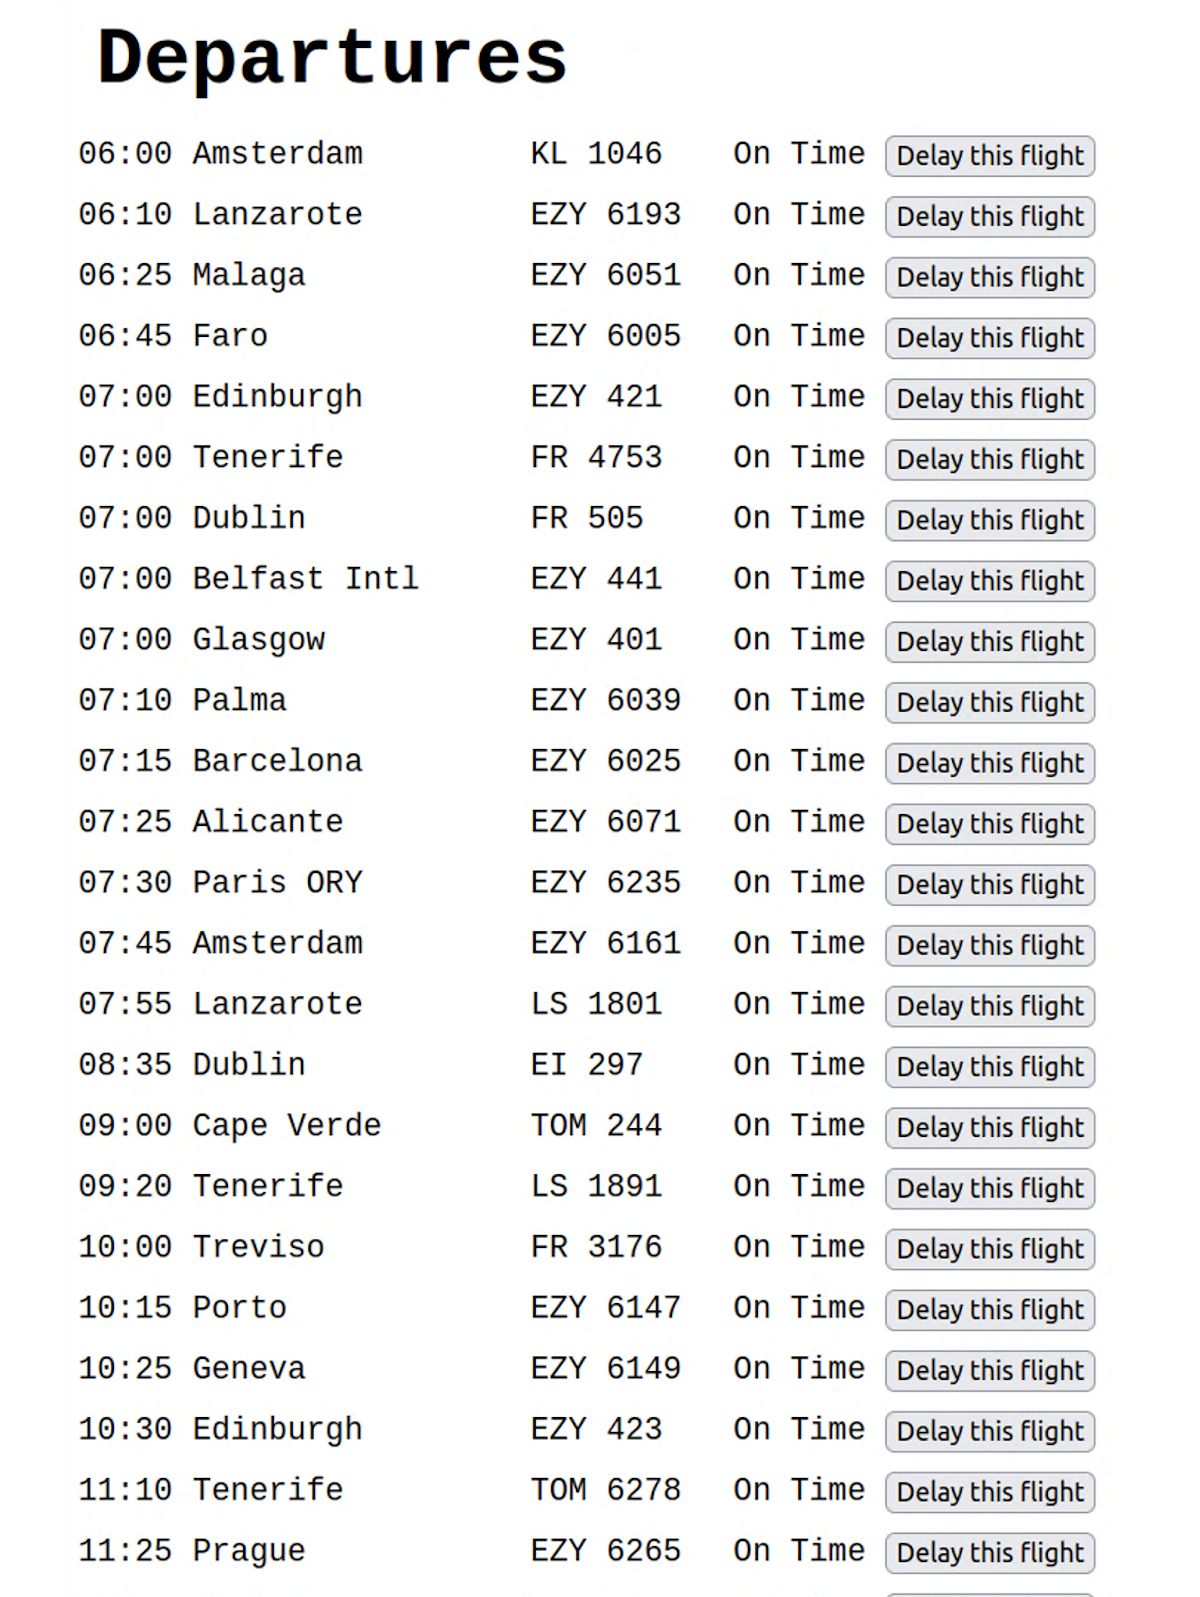 Departures
06:00 Amsterdam KL 1046 On Time Delay this flight
06:10 Lanzarote EZY 6193 On Time Delay this flight
06:25 Malaga EZY 6051 On Time Delay this flight
06:45 Faro EZY 6005 On Time Delay this flight
07:00 Edinburgh EZY 421 On Time Delay this flight
07:00 Tenerife FR 4753 On Time Delay this flight
07:00 Dublin FR 505 On Time Delay this flight
07:00 Belfast Intl EZY 441 On Time Delay this flight
07:00 Glasgow EZY 401 On Time Delay this flight
07:10 Palma EZY 6039 On Time Delay this flight
07:15 Barcelona EZY 6025 On Time Delay this flight
07:25 Alicante EZY 6071 On Time Delay this flight
07:30 Paris ORY EZY 6235 On Time Delay this flight
07:45 Amsterdam EZY 6161 On Time Delay this flight
07:55 Lanzarote LS 1801 On Time Delay this flight
08:35 Dublin EI 297 On Time Delay this flight
09:00 Cape Verde TOM 244 On Time Delay this flight
09:20 Tenerife LS 1891 On Time Delay this flight
10:00 Treviso FR 3176 On Time Delay this flight
10:15 Porto EZY 6147 On Time Delay this flight
10:25 Geneva EZY 6149 On Time Delay this flight
10:30 Edinburgh EZY 423 On Time Delay this flight
11:10 Tenerife TOM 6278 On Time Delay this flight
11:25 Prague EZY 6265 On Time Delay this flight